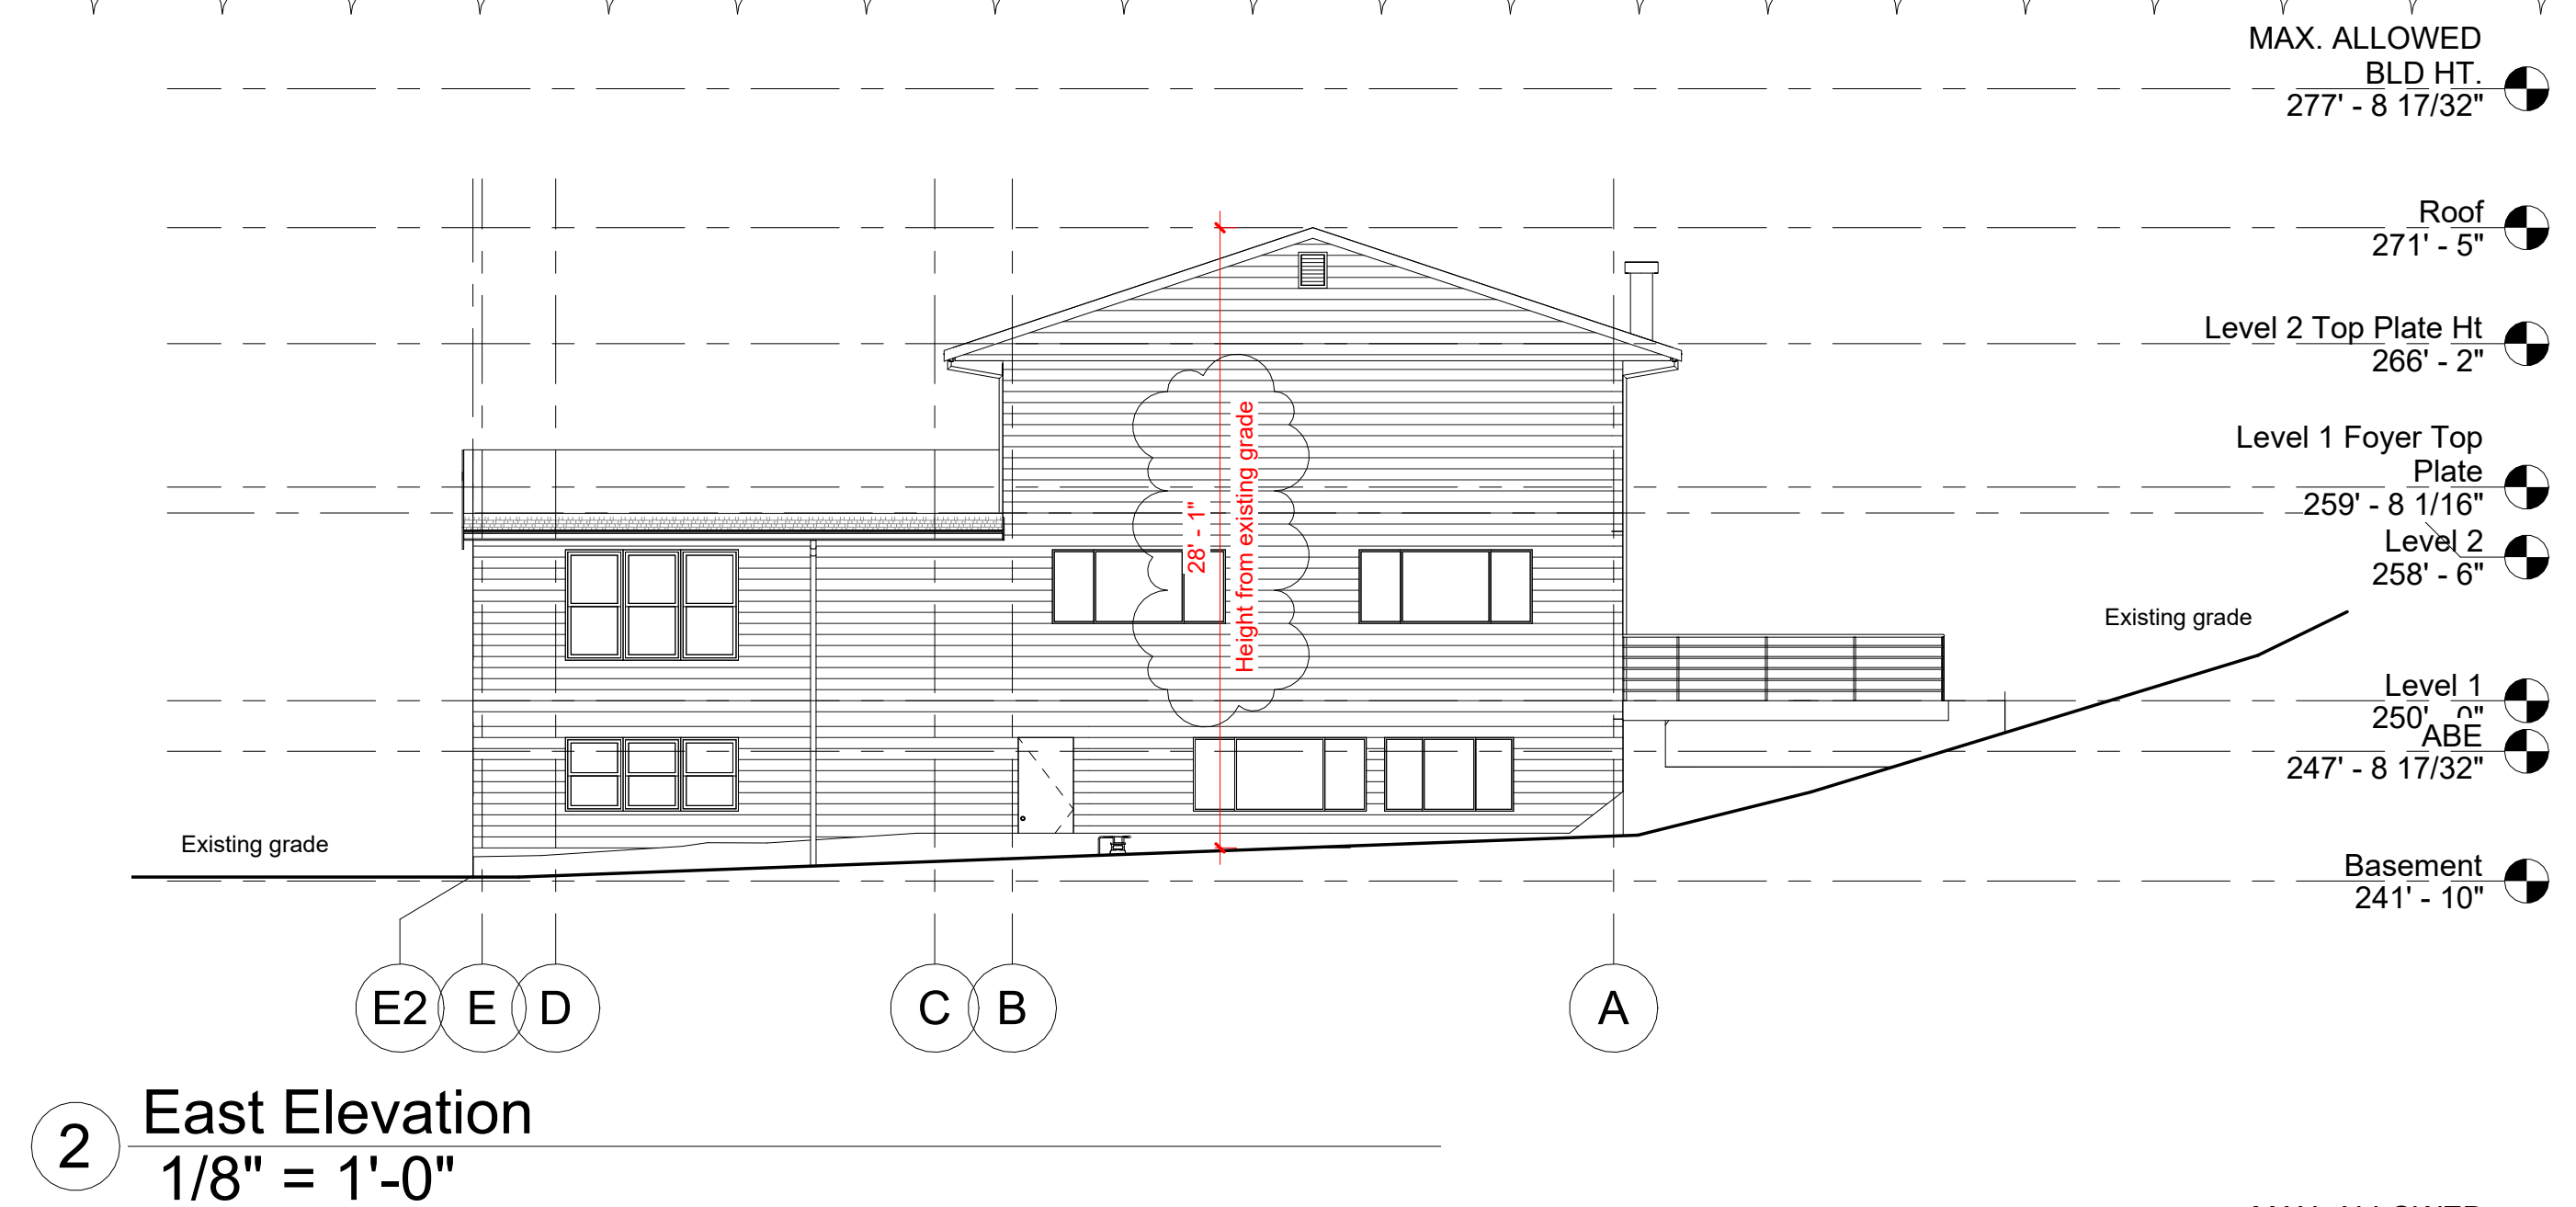 MAX. ALLOWED
BLD HT.
277' - 8 17/32"
Roof
271' - 5"
Level 2 Top Plate Ht
266' - 2"
Level 1 Foyer Top
Plate
259' - 8 1/16"
Level 2
258' - 6"
28' - 1"
Height from existing grade
Existing grade
Level 1
250' - 0"
ABE
247' - 8 17/32"
Existing grade
Basement
241' - 10"
E2
E
D
C
B
A
2
East Elevation
1/8" = 1'-0"